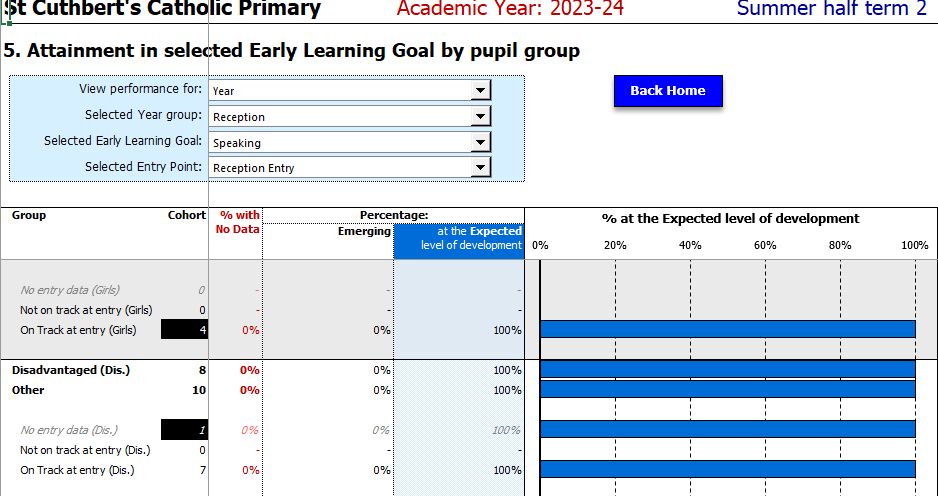 St Cuthbert's Catholic Primary Academic Year: 2023-24 Summer half term 2
5. Attainment in selected Early Learning Goal by pupil group
View performance for: Year
Back Home
Selected Year group: Reception
Selected Early Learning Goal: Speaking
Selected Entry Point: Reception Entry
Group Cohort % with No Data Percentage: % at the Expected level of development
Emerging at the Expected level of development 0% 20% 40% 60% 80% 100%
No entry data (Girls) 0 - - -
Not on track at entry (Girls) 0 - - -
On Track at entry (Girls) 4 0% 0% 100%
Disadvantaged (Dis.) 8 0% 0% 100%
Other 10 0% 0% 100%
No entry data (Dis.) 1 0% 0% 100%
Not on track at entry (Dis.) 0 - - -
On Track at entry (Dis.) 7 0% 0% 100%